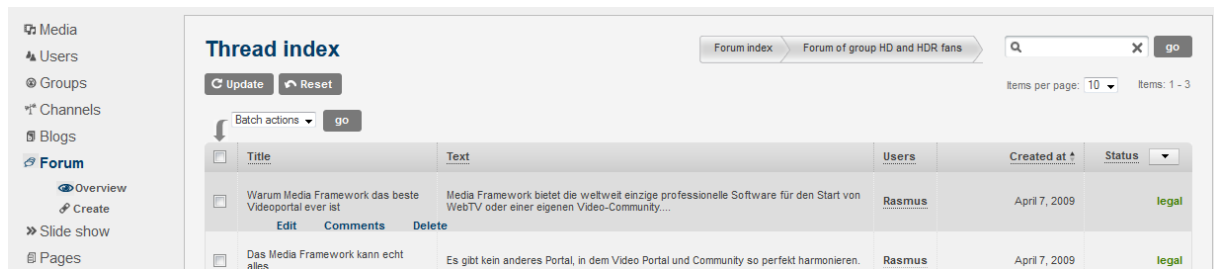 Media
Users
Groups
Channels
Blogs
Forum
Overview
Create
Slide show
Pages
Thread index
Forum index
Forum of group HD and HDR fans
go
Update
Reset
Items per page: 10
Items: 1 - 3
Batch actions
go
Title
Text
Users
Created at
Status
Warum Media Framework das beste
Videoportal ever ist
Media Framework bietet die weltweit einzige professionelle Software für den Start von
WebTV oder einer eigenen Video-Community....
Rasmus
April 7, 2009
legal
Edit
Comments
Delete
Das Media Framework kann echt
alles
Es gibt kein anderes Portal, in dem Video Portal und Community so perfekt harmonieren.
Rasmus
April 7, 2009
legal